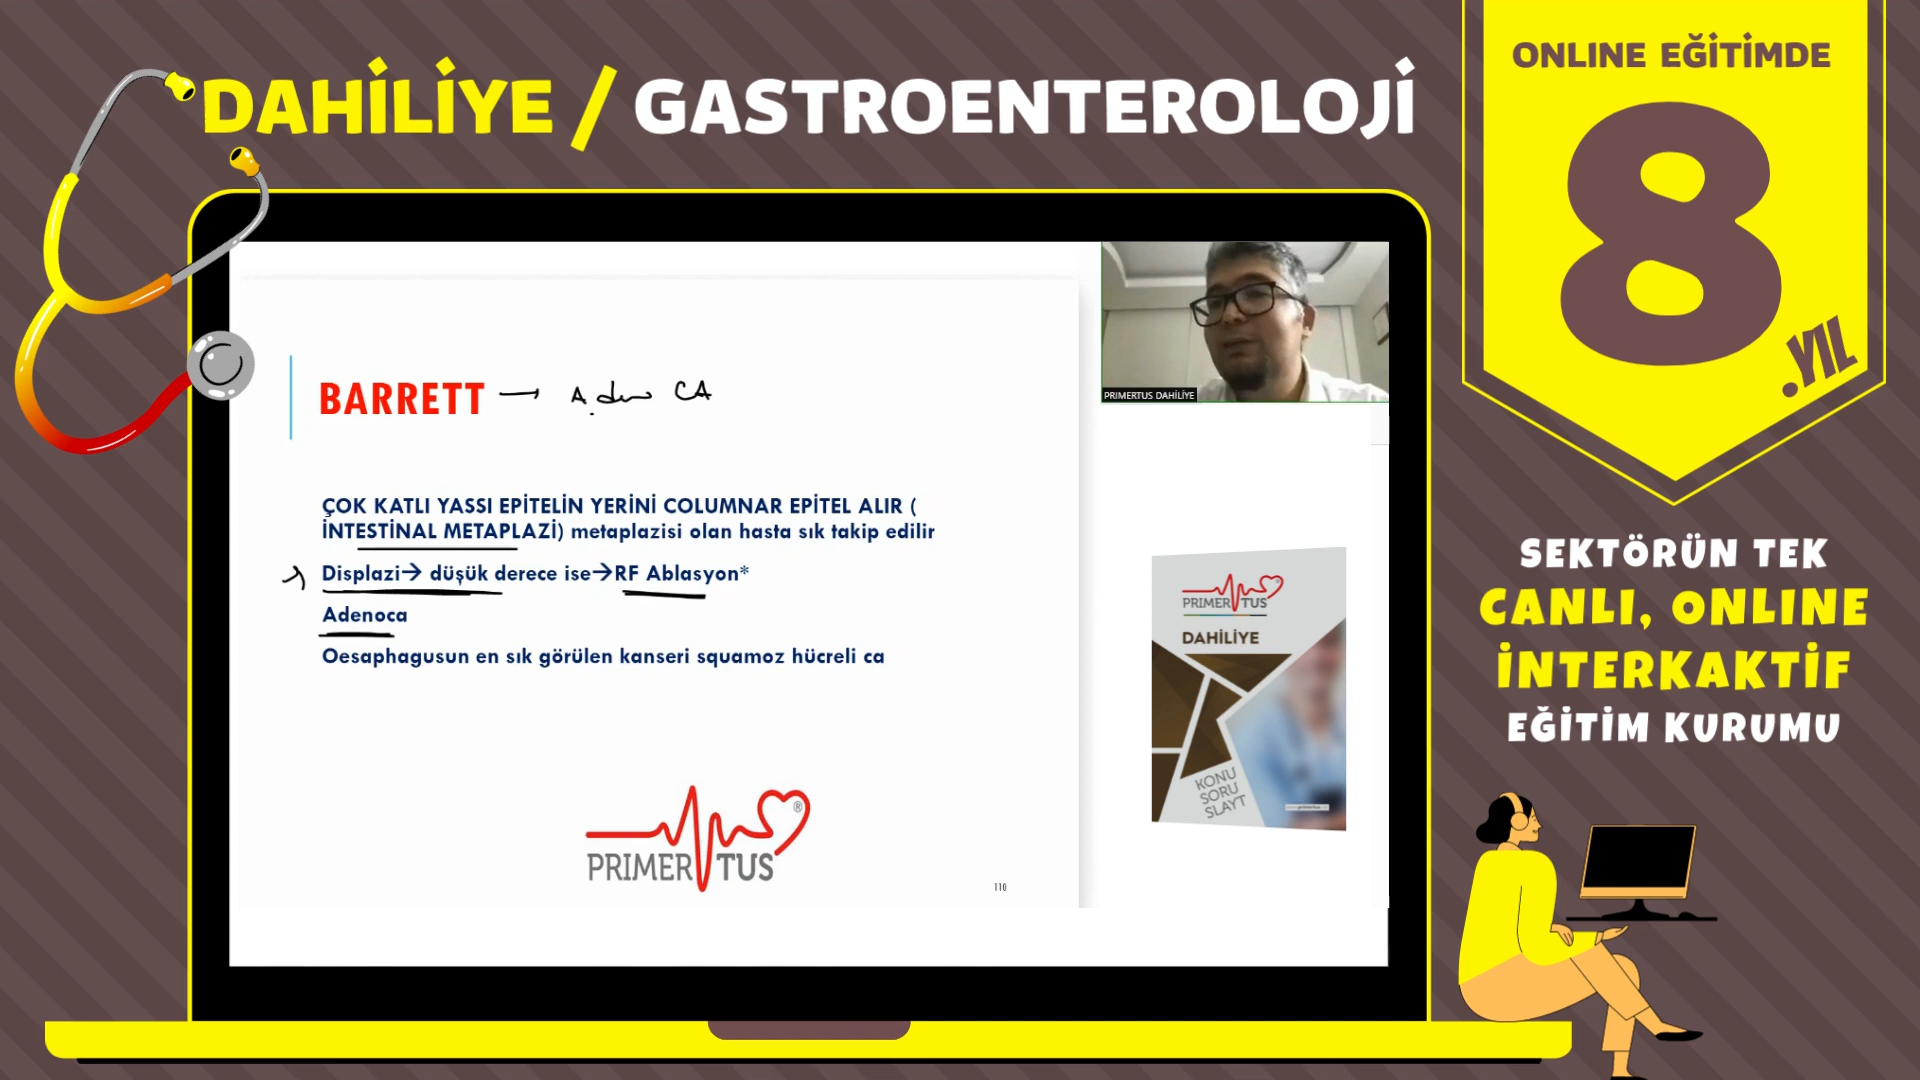 DAHİLİYE / GASTROENTEROLOJİ
ONLINE EĞİTİMDE
8
.YIL
PRIMERTUS DAHİLİYE
BARRETT → Adeno CA
ÇOK KATLI YASSI EPİTELİN YERİNİ COLUMNAR EPİTEL ALIR (
İNTESTİNAL METAPLAZİ) metaplazisi olan hasta sık takip edilir
Displazi→ düşük derece ise→RF Ablasyon*
Adenoca
Oesaphagusun en sık görülen kanseri squamoz hücreli ca
PRIMER TUS ®
110
PRIMER TUS
DAHİLİYE
KONU
SORU
SLAYT
SEKTÖRÜN TEK
CANLI, ONLINE
İNTERKAKTİF
EĞİTİM KURUMU